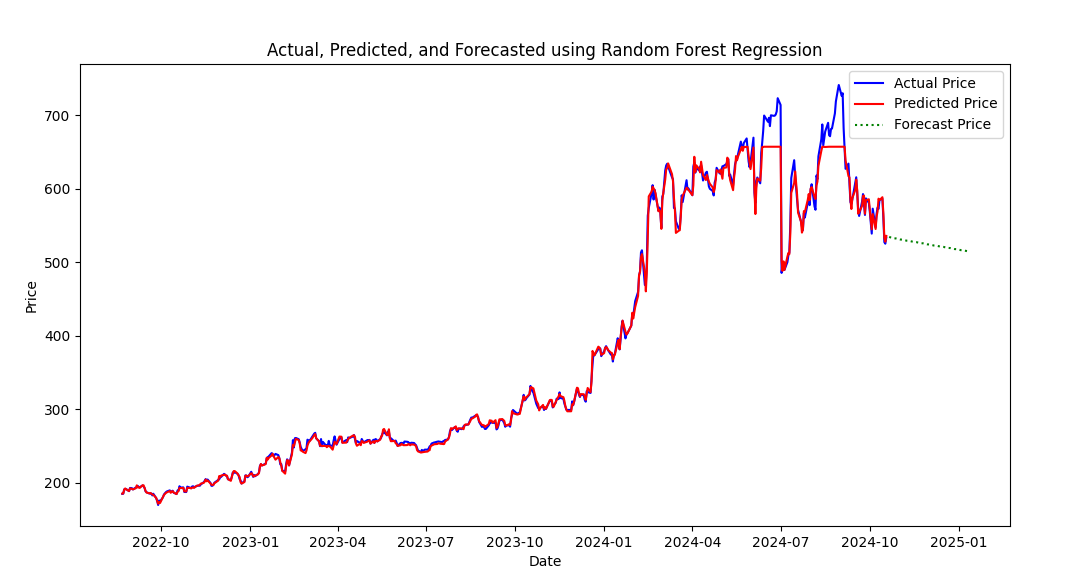 Actual, Predicted, and Forecasted using Random Forest Regression
Actual Price
Predicted Price
Forecast Price
Price
700
600
500
400
300
200
2022-10 2023-01 2023-04 2023-07 2023-10 2024-01 2024-04 2024-07 2024-10 2025-01
Date